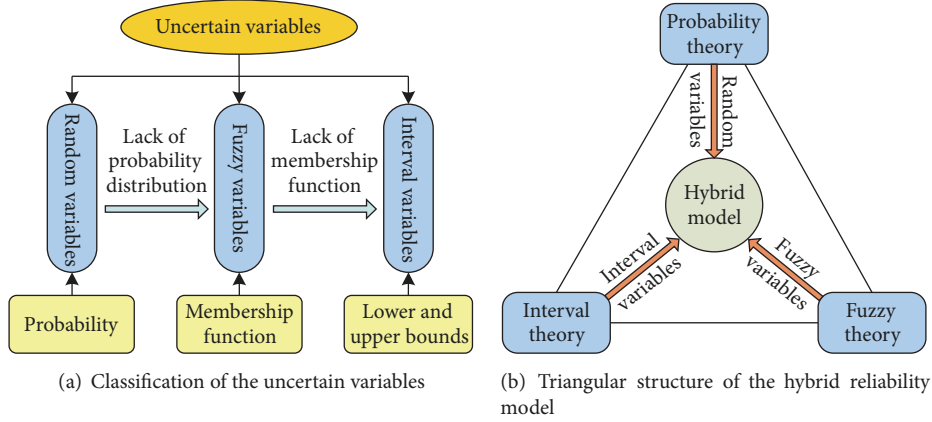 Uncertain variables
Random variables
Lack of
probability
distribution
Fuzzy variables
Lack of
membership
function
Interval variables
Probability
Membership
function
Lower and
upper bounds
(a) Classification of the uncertain variables
Probability
theory
Random
variables
Hybrid
model
Interval
variables
Fuzzy
variables
Interval
theory
Fuzzy
theory
(b) Triangular structure of the hybrid reliability
model